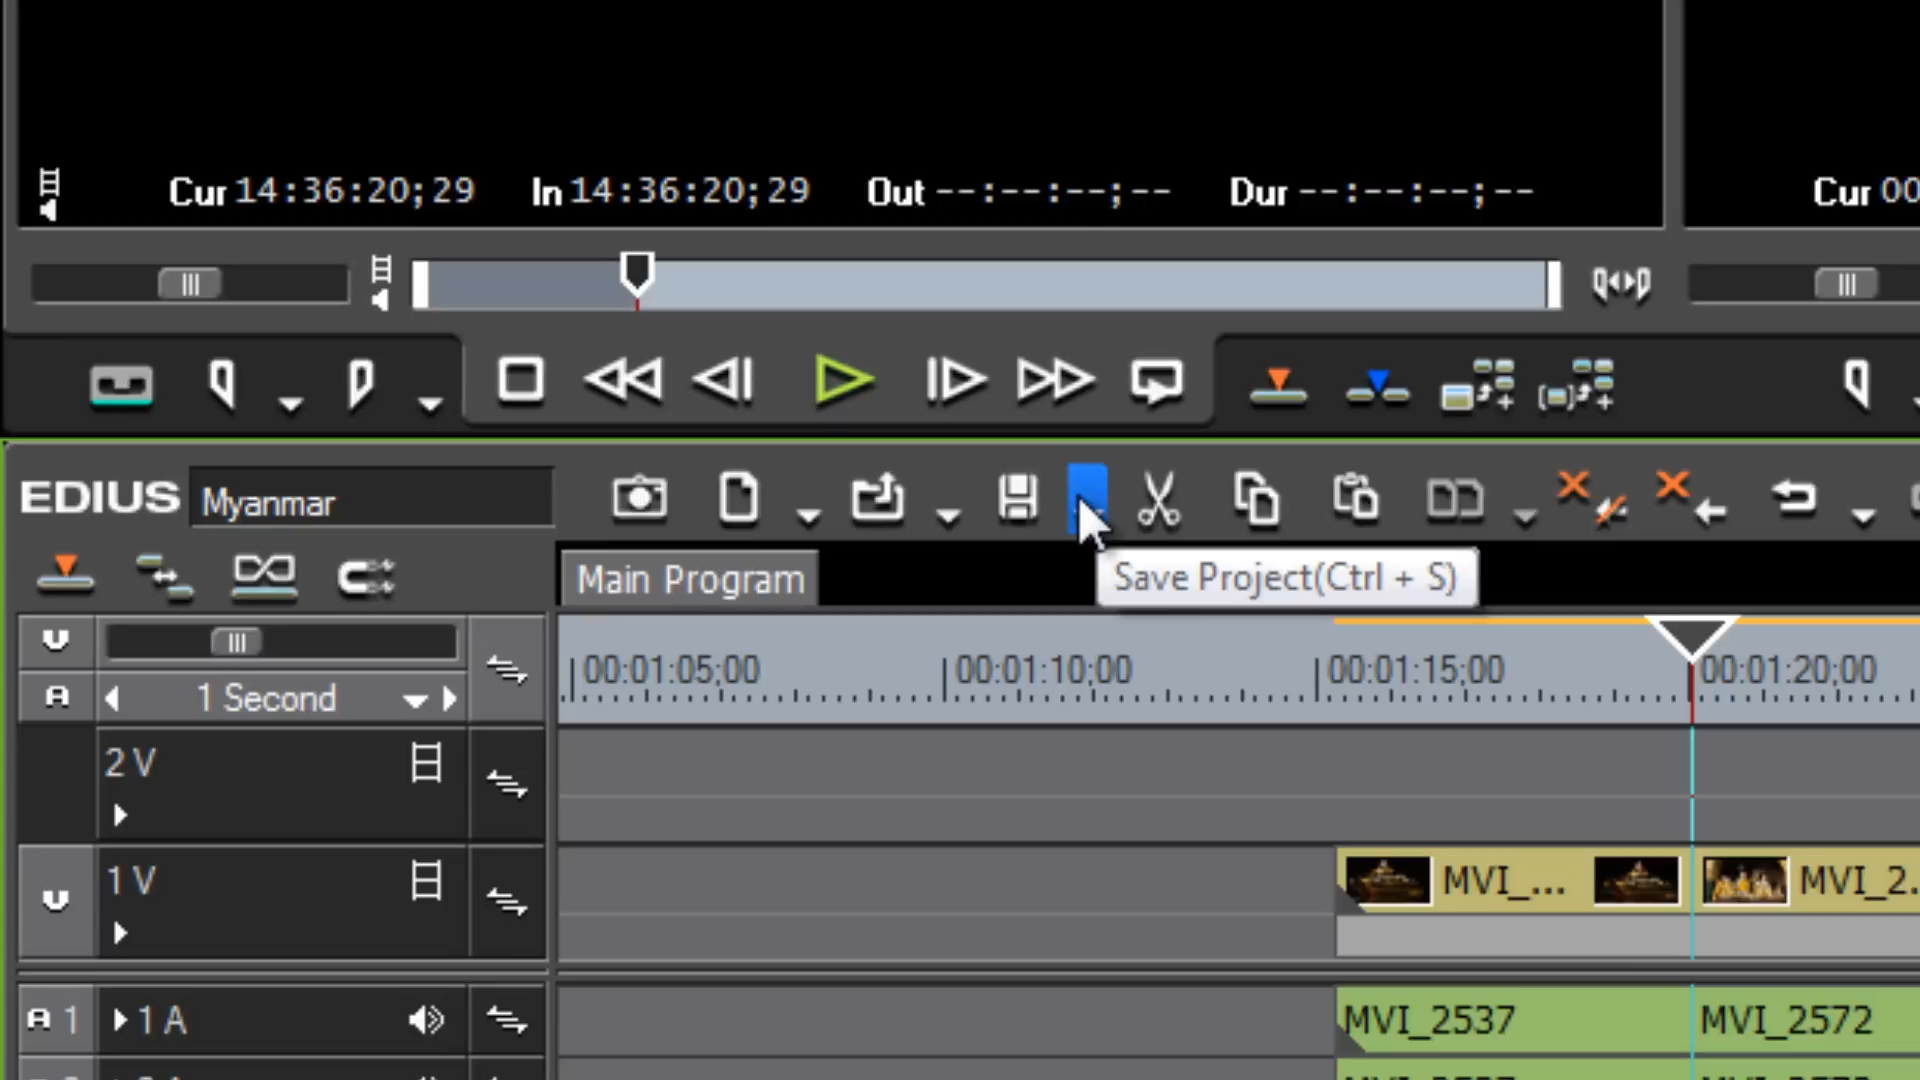 Cur 14:36:20;29 In 14:36:20;29 Out --:--:--;-- Dur --:--:--;-- Cur 00
EDIUS Myanmar
Main Program
Save Project(Ctrl + S)
00:01:05;00 00:01:10;00 00:01:15;00 00:01:20;00
A 1 Second
2 V
1 V MVI_... MVI_2.
A 1 1 A MVI_2537 MVI_2572